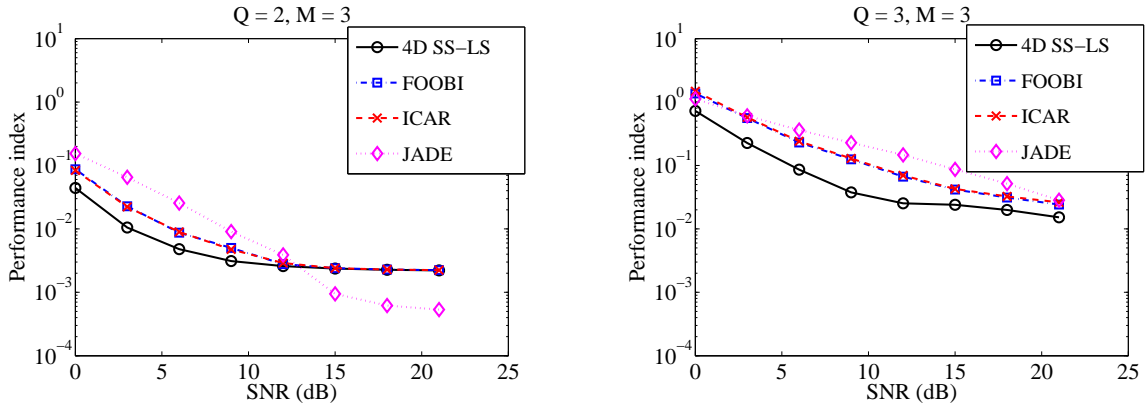 Q = 2, M = 3
10^1
10^0
10^-1
10^-2
10^-3
10^-4
Performance index
0 5 10 15 20 25
SNR (dB)
4D SS-LS
FOOBI
ICAR
JADE
Q = 3, M = 3
10^1
10^0
10^-1
10^-2
10^-3
10^-4
Performance index
0 5 10 15 20 25
SNR (dB)
4D SS-LS
FOOBI
ICAR
JADE